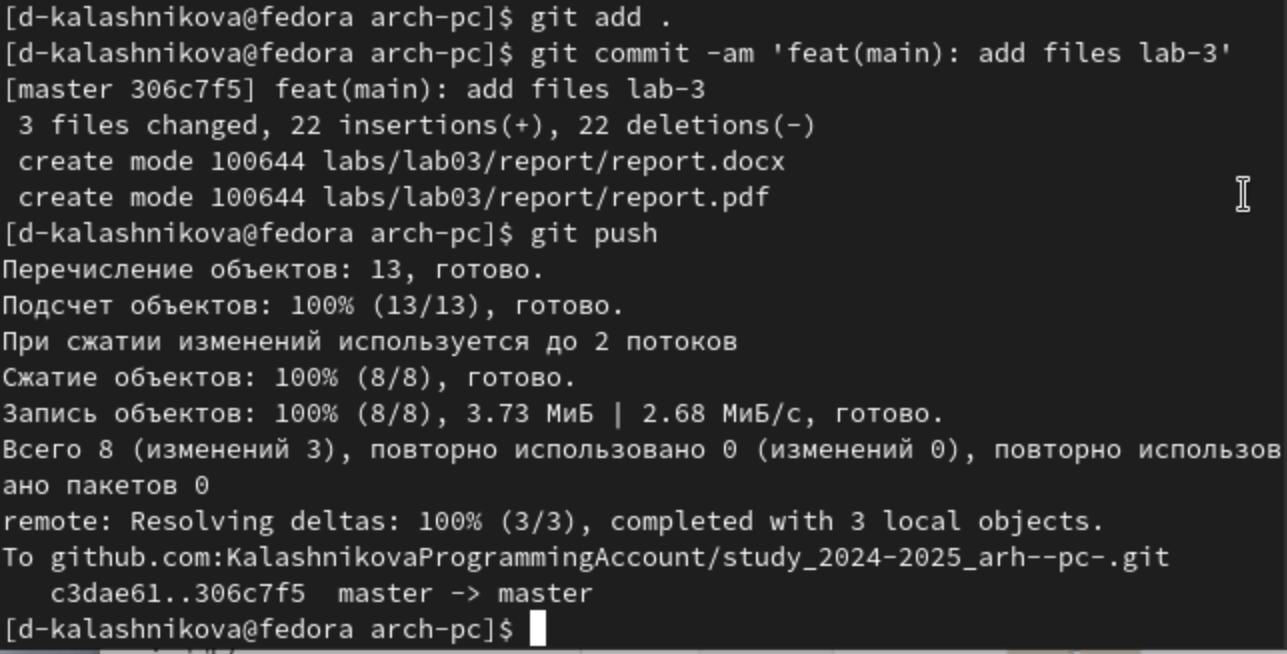 [d-kalashnikova@fedora arch-pc]$ git add .
[d-kalashnikova@fedora arch-pc]$ git commit -am 'feat(main): add files lab-3'
[master 306c7f5] feat(main): add files lab-3
 3 files changed, 22 insertions(+), 22 deletions(-)
 create mode 100644 labs/lab03/report/report.docx
 create mode 100644 labs/lab03/report/report.pdf
[d-kalashnikova@fedora arch-pc]$ git push
Перечисление объектов: 13, готово.
Подсчет объектов: 100% (13/13), готово.
При сжатии изменений используется до 2 потоков
Сжатие объектов: 100% (8/8), готово.
Запись объектов: 100% (8/8), 3.73 МиБ | 2.68 МиБ/с, готово.
Всего 8 (изменений 3), повторно использовано 0 (изменений 0), повторно использов
ано пакетов 0
remote: Resolving deltas: 100% (3/3), completed with 3 local objects.
To github.com:KalashnikovaProgrammingAccount/study_2024-2025_arh--pc-.git
   c3dae61..306c7f5  master -> master
[d-kalashnikova@fedora arch-pc]$